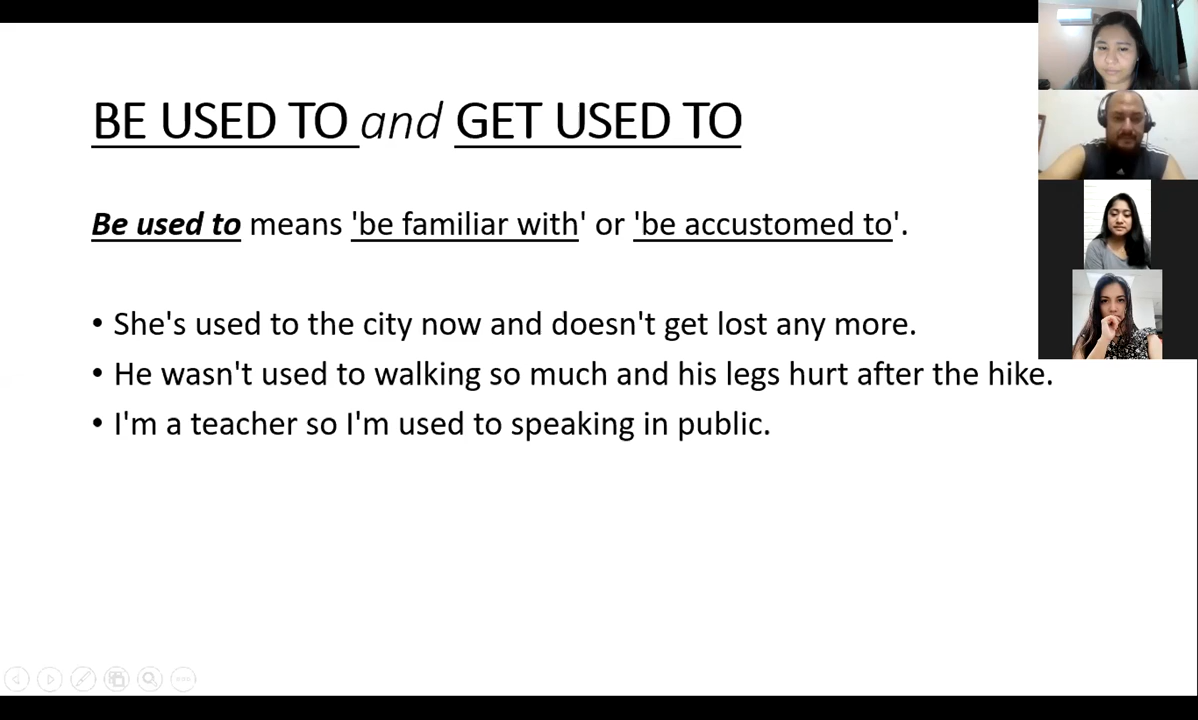 BE USED TO and GET USED TO
Be used to means 'be familiar with' or 'be accustomed to'.
• She's used to the city now and doesn't get lost any more.
• He wasn't used to walking so much and his legs hurt after the hike.
• I'm a teacher so I'm used to speaking in public.